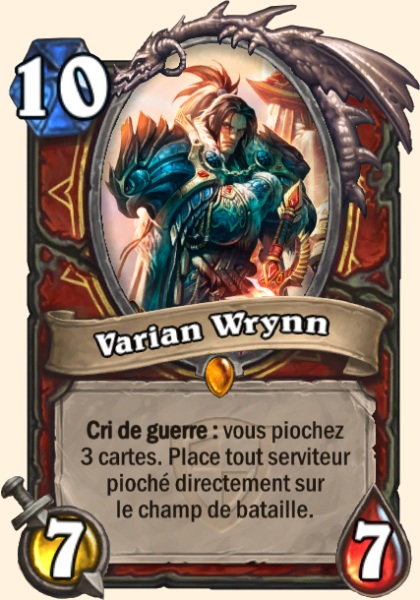 10
Varian Wrynn
Cri de guerre : vous piochez
3 cartes. Place tout serviteur
pioché directement sur
le champ de bataille.
7
7